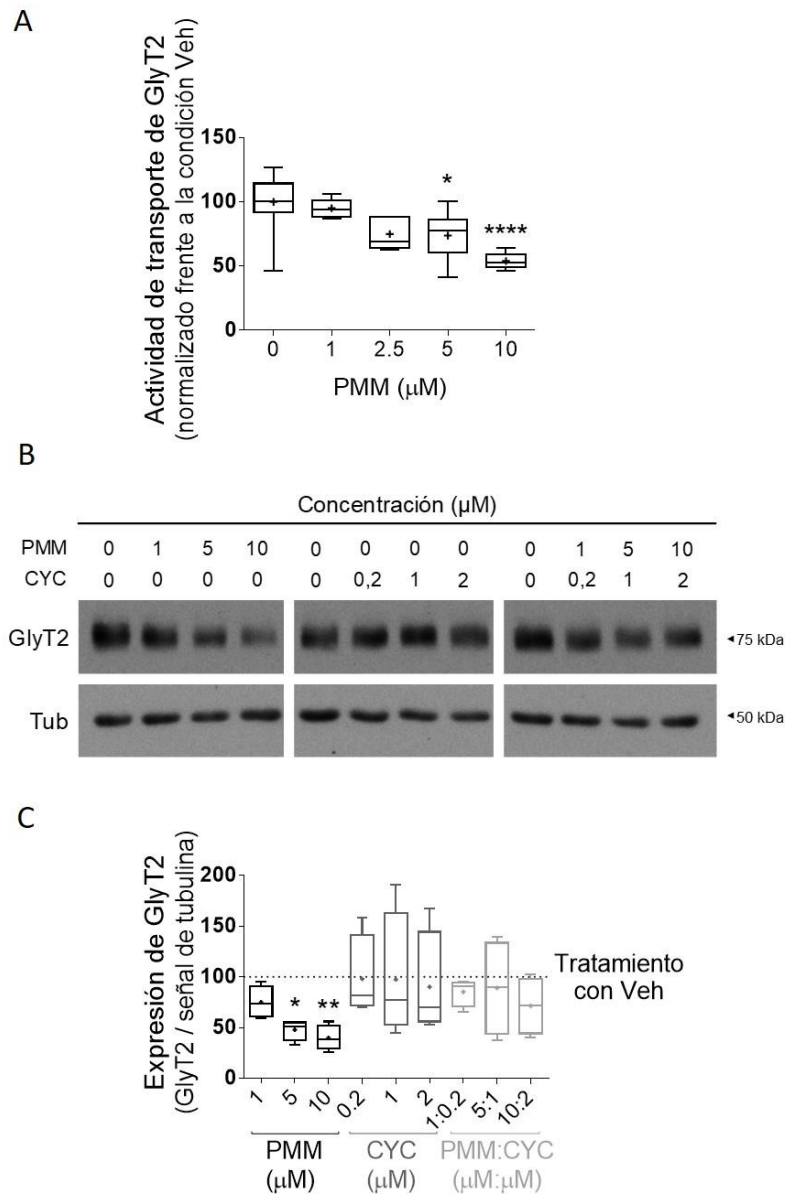 A
Actividad de transporte de GlyT2
(normalizado frente a la condición Veh)
150
100
50
0
*
****
0 1 2.5 5 10
PMM (µM)
B
Concentración (µM)
PMM 0 1 5 10 0 0 0 0 0 1 5 10
CYC 0 0 0 0 0 0,2 1 2 0 0,2 1 2
GlyT2
◂75 kDa
Tub
◂50 kDa
C
Expresión de GlyT2
(GlyT2 / señal de tubulina)
200
150
100
50
0
* **
Tratamiento
con Veh
1 5 10 0.2 1 2 1:0.2 5:1 10:2
PMM CYC PMM:CYC
(µM) (µM) (µM:µM)